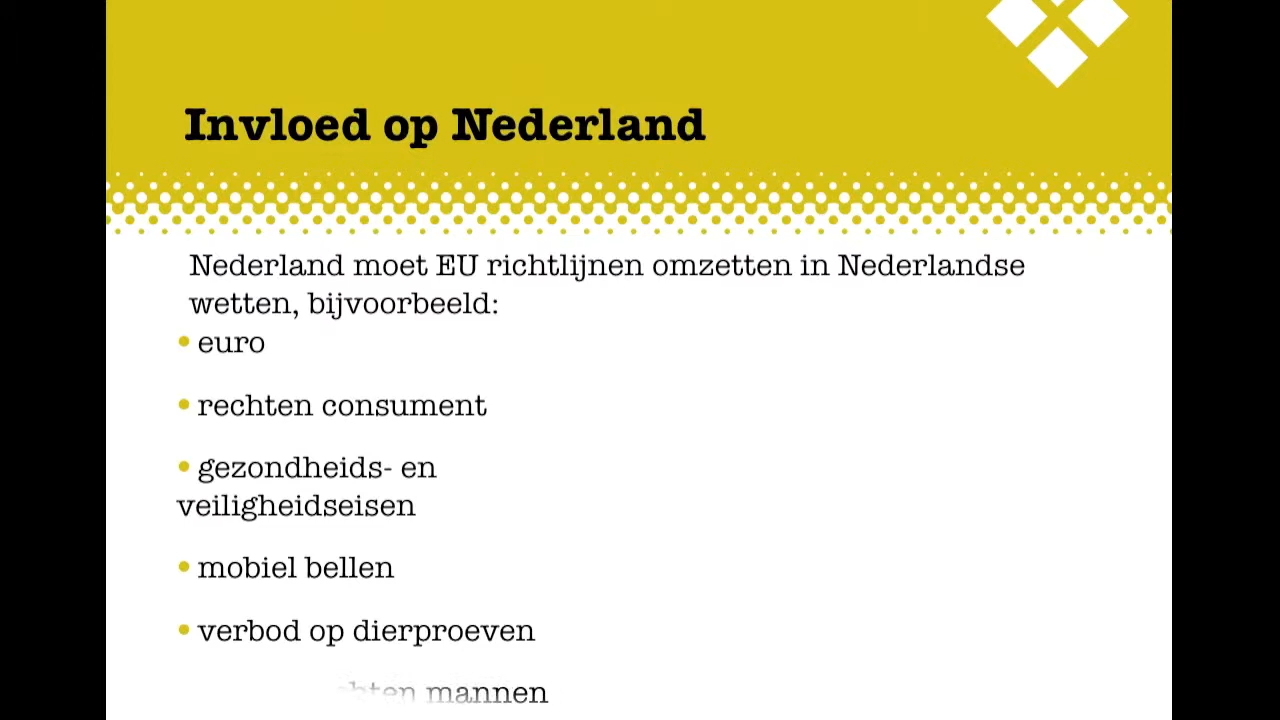 Invloed op Nederland
Nederland moet EU richtlijnen omzetten in Nederlandse
wetten, bijvoorbeeld:
• euro
• rechten consument
• gezondheids- en
veiligheidseisen
• mobiel bellen
• verbod op dierproeven
mannen